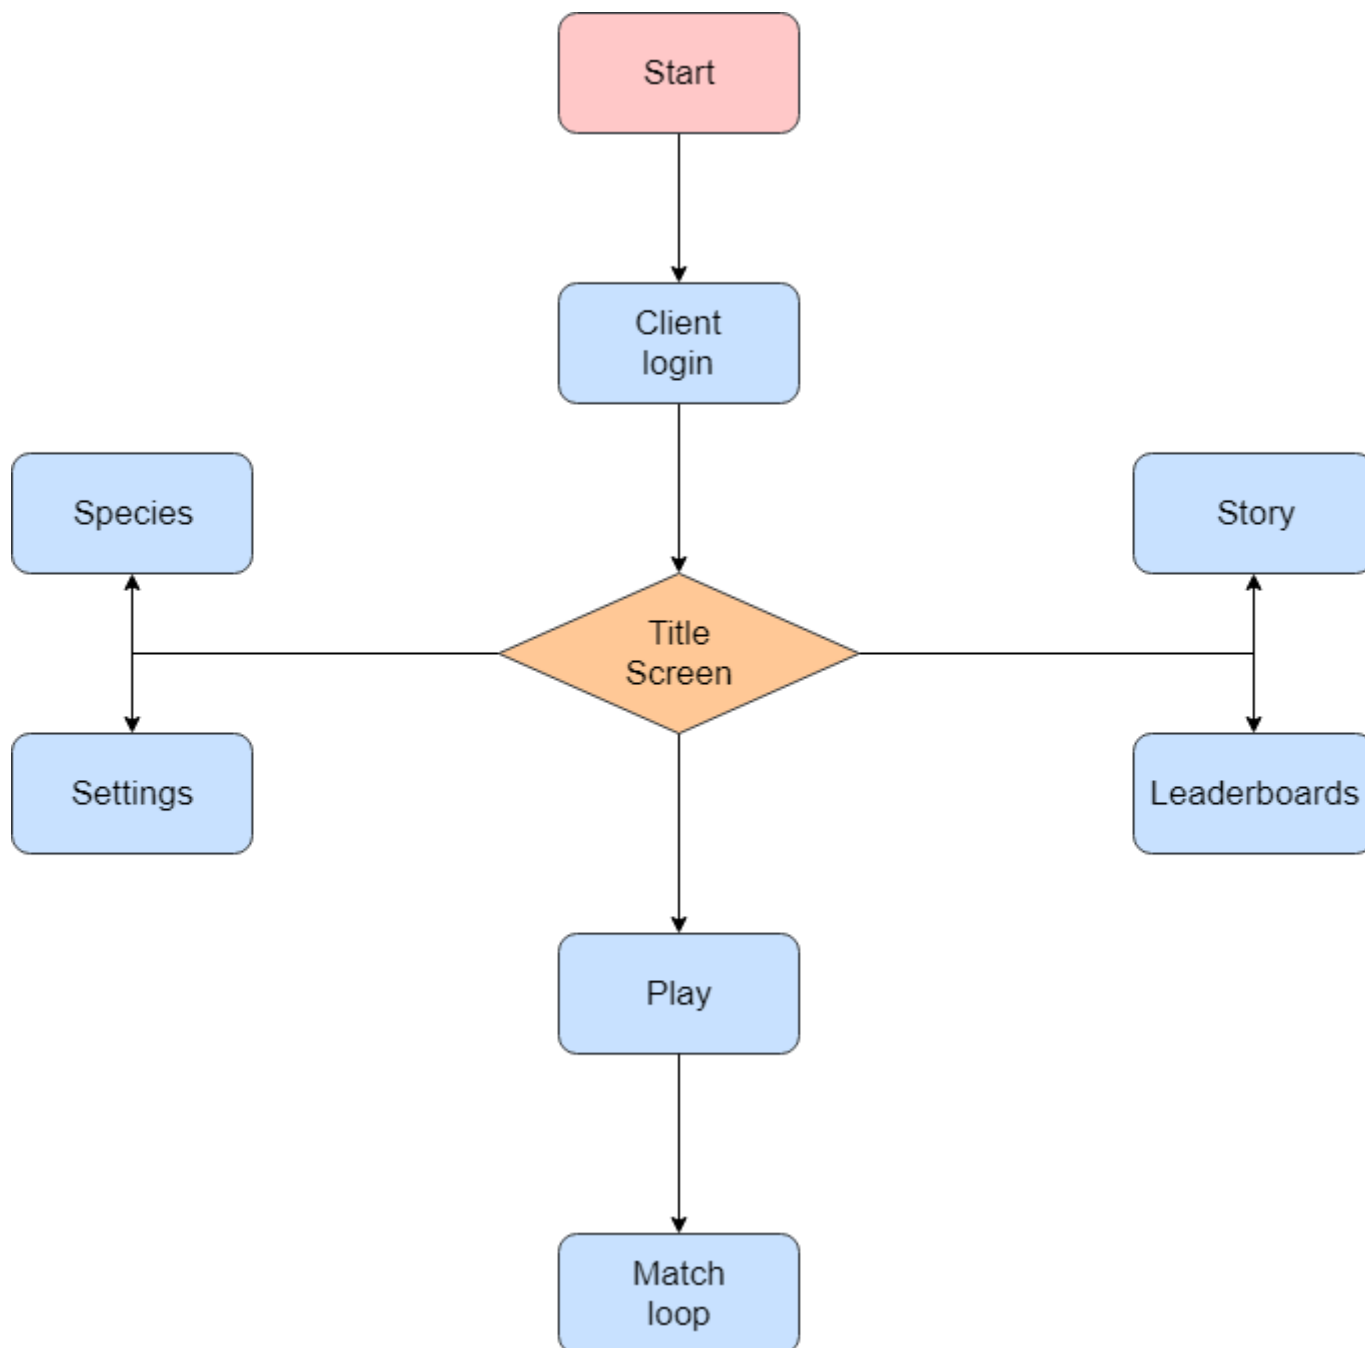 Start
Client
login
Species
Story
Title
Screen
Settings
Leaderboards
Play
Match
loop